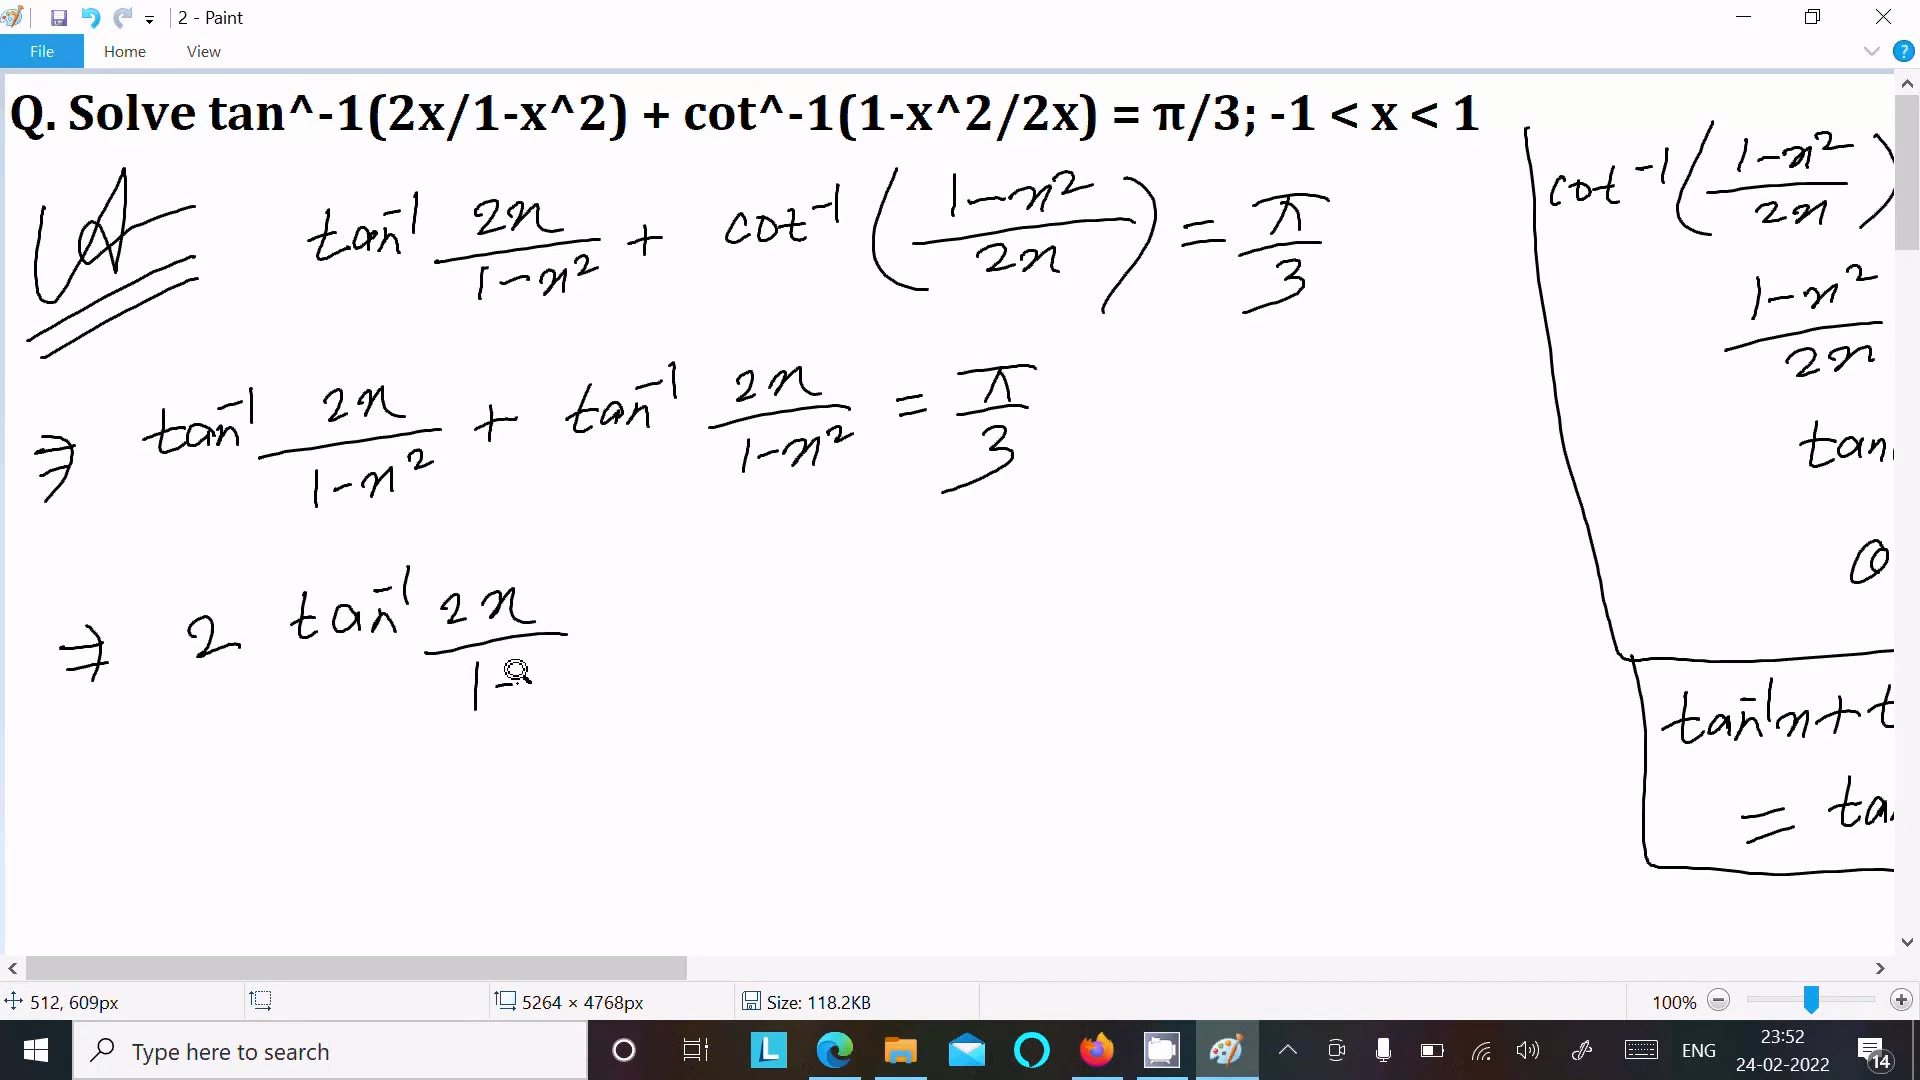 2 - Paint
File Home View
Q. Solve tan^-1(2x/1-x^2) + cot^-1(1-x^2/2x) = π/3; -1 < x < 1
tan⁻¹ 2x/1-x² + cot⁻¹ (1-x²/2x) = π/3
⇒ tan⁻¹ 2x/1-x² + tan⁻¹ 2x/1-x² = π/3
⇒ 2 tan⁻¹ 2x/1-
cot⁻¹ (1-x²/2x)
1-x²/2x
tan
θ
tan⁻¹x + t
= ta
512, 609px 5264 × 4768px Size: 118.2KB 100%
Type here to search
L
ENG
23:52
24-02-2022
14